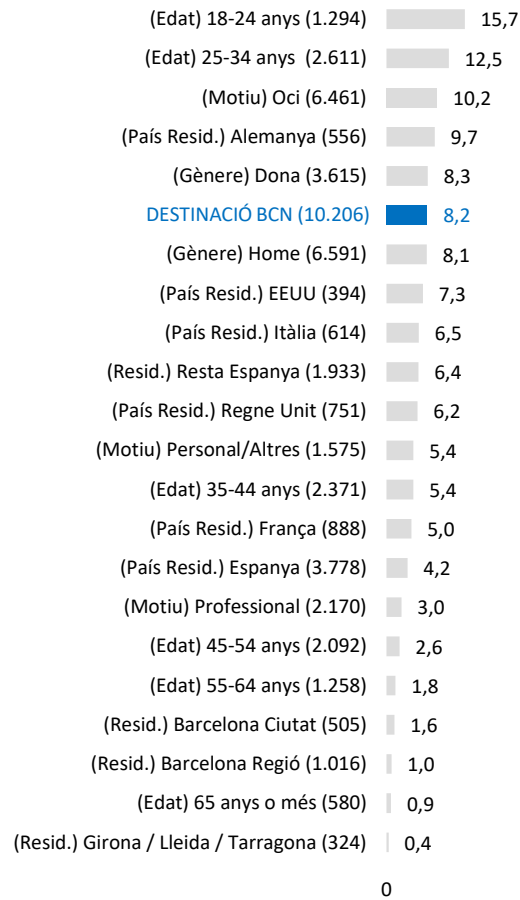 (Edat) 18-24 anys (1.294) 15,7
(Edat) 25-34 anys (2.611) 12,5
(Motiu) Oci (6.461) 10,2
(País Resid.) Alemanya (556) 9,7
(Gènere) Dona (3.615) 8,3
DESTINACIÓ BCN (10.206) 8,2
(Gènere) Home (6.591) 8,1
(País Resid.) EEUU (394) 7,3
(País Resid.) Itàlia (614) 6,5
(Resid.) Resta Espanya (1.933) 6,4
(País Resid.) Regne Unit (751) 6,2
(Motiu) Personal/Altres (1.575) 5,4
(Edat) 35-44 anys (2.371) 5,4
(País Resid.) França (888) 5,0
(País Resid.) Espanya (3.778) 4,2
(Motiu) Professional (2.170) 3,0
(Edat) 45-54 anys (2.092) 2,6
(Edat) 55-64 anys (1.258) 1,8
(Resid.) Barcelona Ciutat (505) 1,6
(Resid.) Barcelona Regió (1.016) 1,0
(Edat) 65 anys o més (580) 0,9
(Resid.) Girona / Lleida / Tarragona (324) 0,4
0